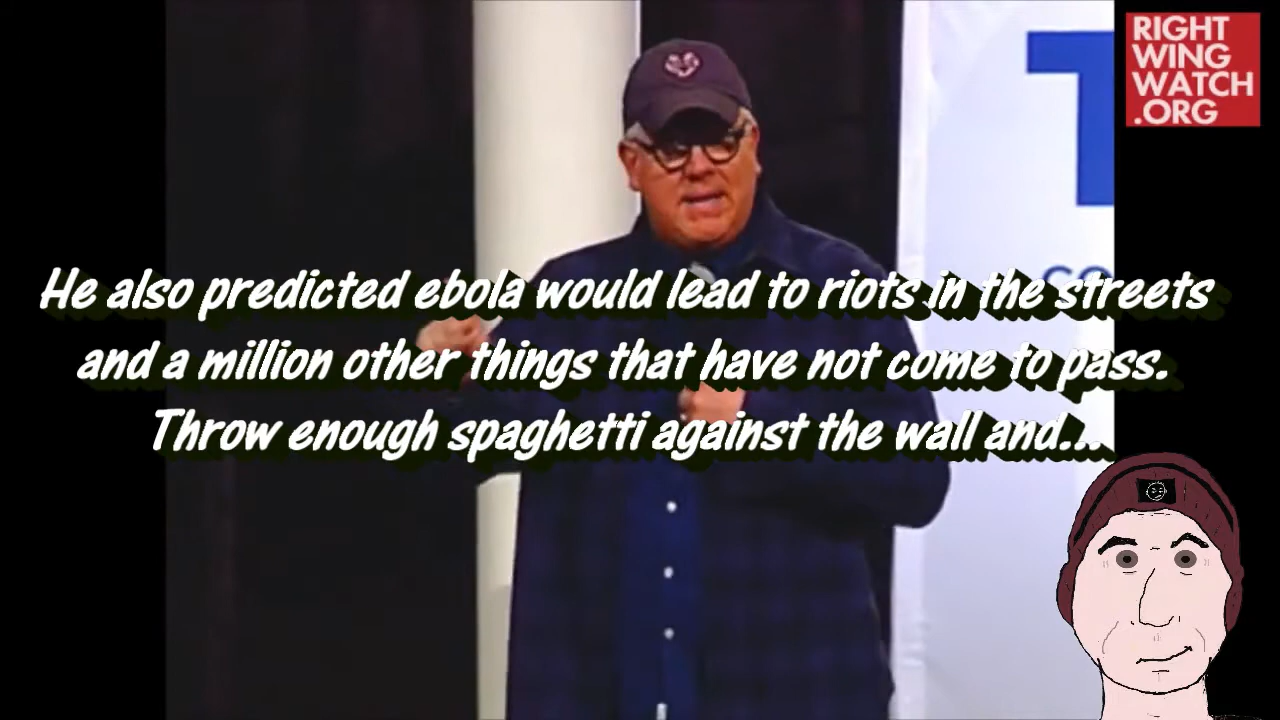 RIGHT
WING
WATCH
.ORG
T
CO
He also predicted ebola would lead to riots in the streets
and a million other things that have not come to pass.
Throw enough spaghetti against the wall and...